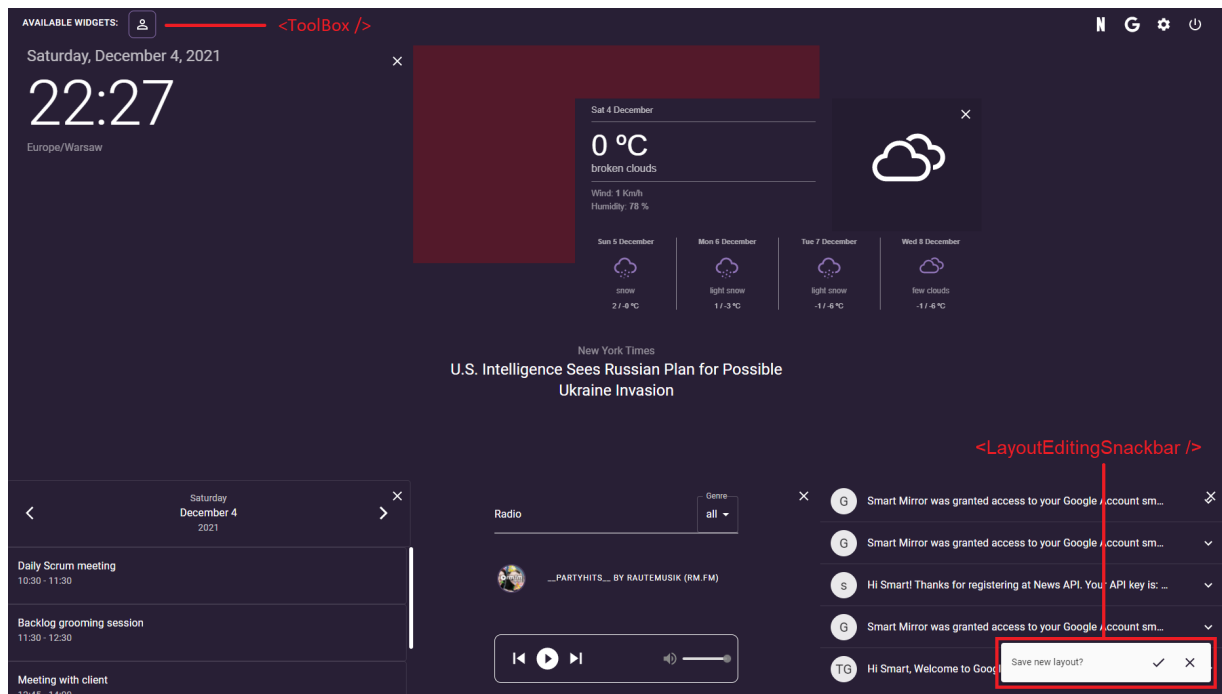 AVAILABLE WIDGETS:
<ToolBox />
N G
Saturday, December 4, 2021
22:27
Europe/Warsaw
Sat 4 December
0 ºC
broken clouds
Wind: 1 Km/h
Humidity: 78 %
Sun 5 December
snow
2 / -0 ºC
Mon 6 December
light snow
1 / -3 ºC
Tue 7 December
light snow
-1 / -6 ºC
Wed 8 December
few clouds
-1 / -6 ºC
New York Times
U.S. Intelligence Sees Russian Plan for Possible
Ukraine Invasion
<LayoutEditingSnackbar />
Saturday
December 4
2021
Daily Scrum meeting
10:30 - 11:30
Backlog grooming session
11:30 - 12:30
Meeting with client
12:45 - 14:00
Radio
Genre
all
__PARTYHITS__ BY RAUTEMUSIK (RM.FM)
G Smart Mirror was granted access to your Google Account sm...
G Smart Mirror was granted access to your Google Account sm...
S Hi Smart! Thanks for registering at News API. Your API key is: ...
G Smart Mirror was granted access to your Google Account sm...
TG Hi Smart, Welcome to Goog
Save new layout?